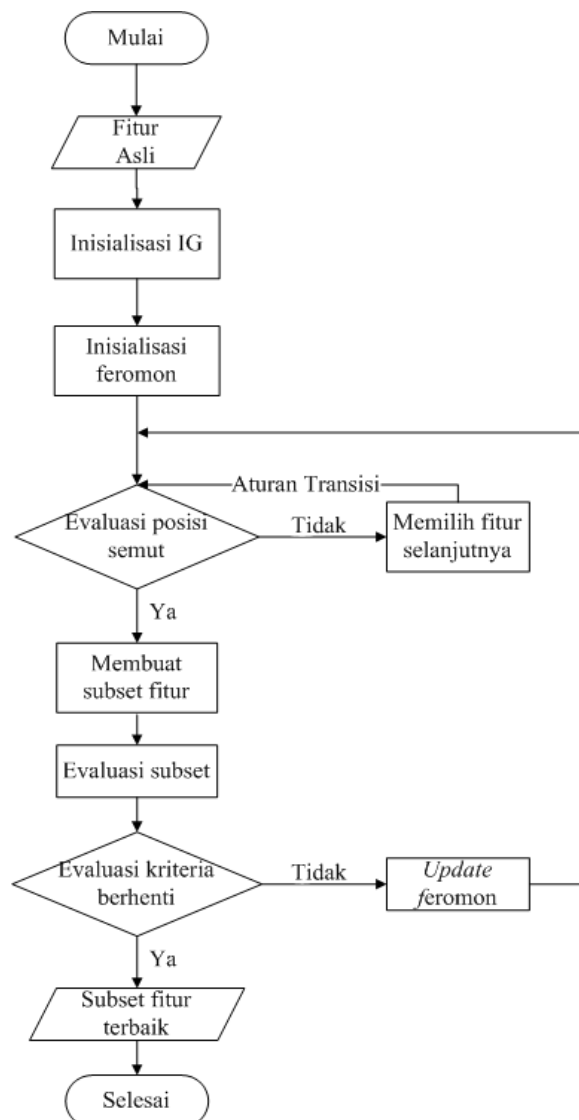 Mulai
Fitur
Asli
Inisialisasi IG
Inisialisasi
feromon
Aturan Transisi
Evaluasi posisi
semut
Tidak
Memilih fitur
selanjutnya
Ya
Membuat
subset fitur
Evaluasi subset
Evaluasi kriteria
berhenti
Tidak
Update
feromon
Ya
Subset fitur
terbaik
Selesai